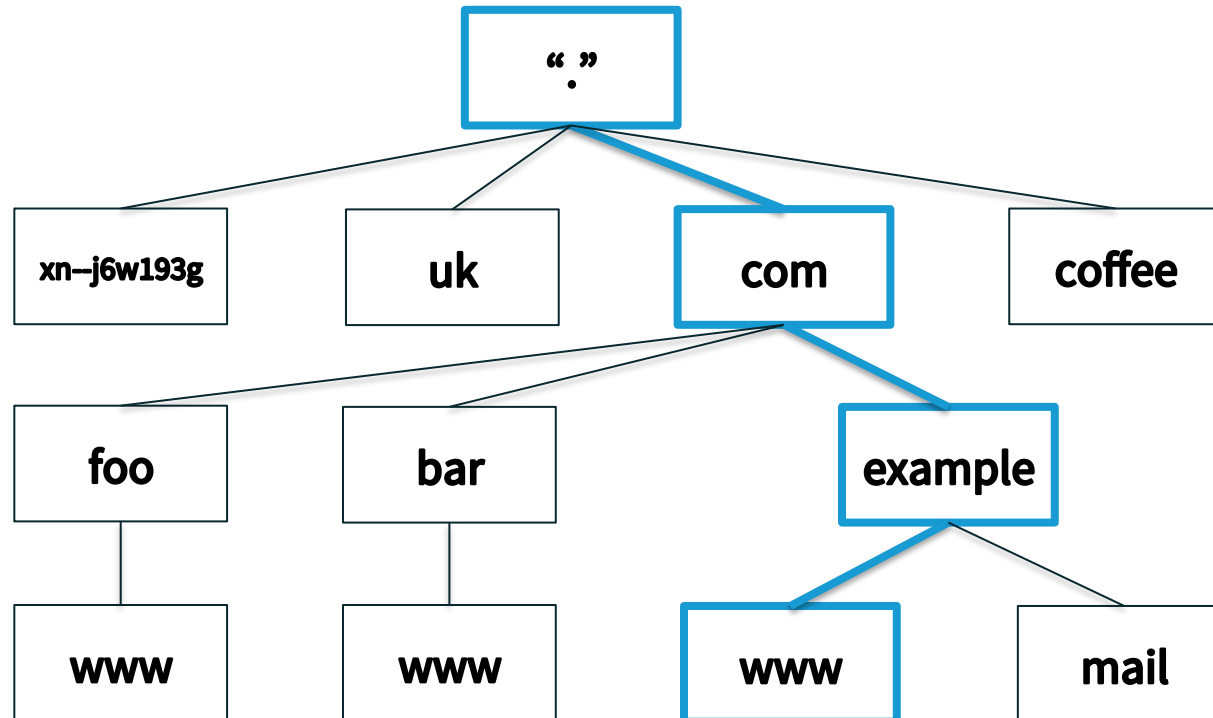 “.”
xn--j6w193g
uk
com
coffee
foo
bar
example
www
www
www
mail